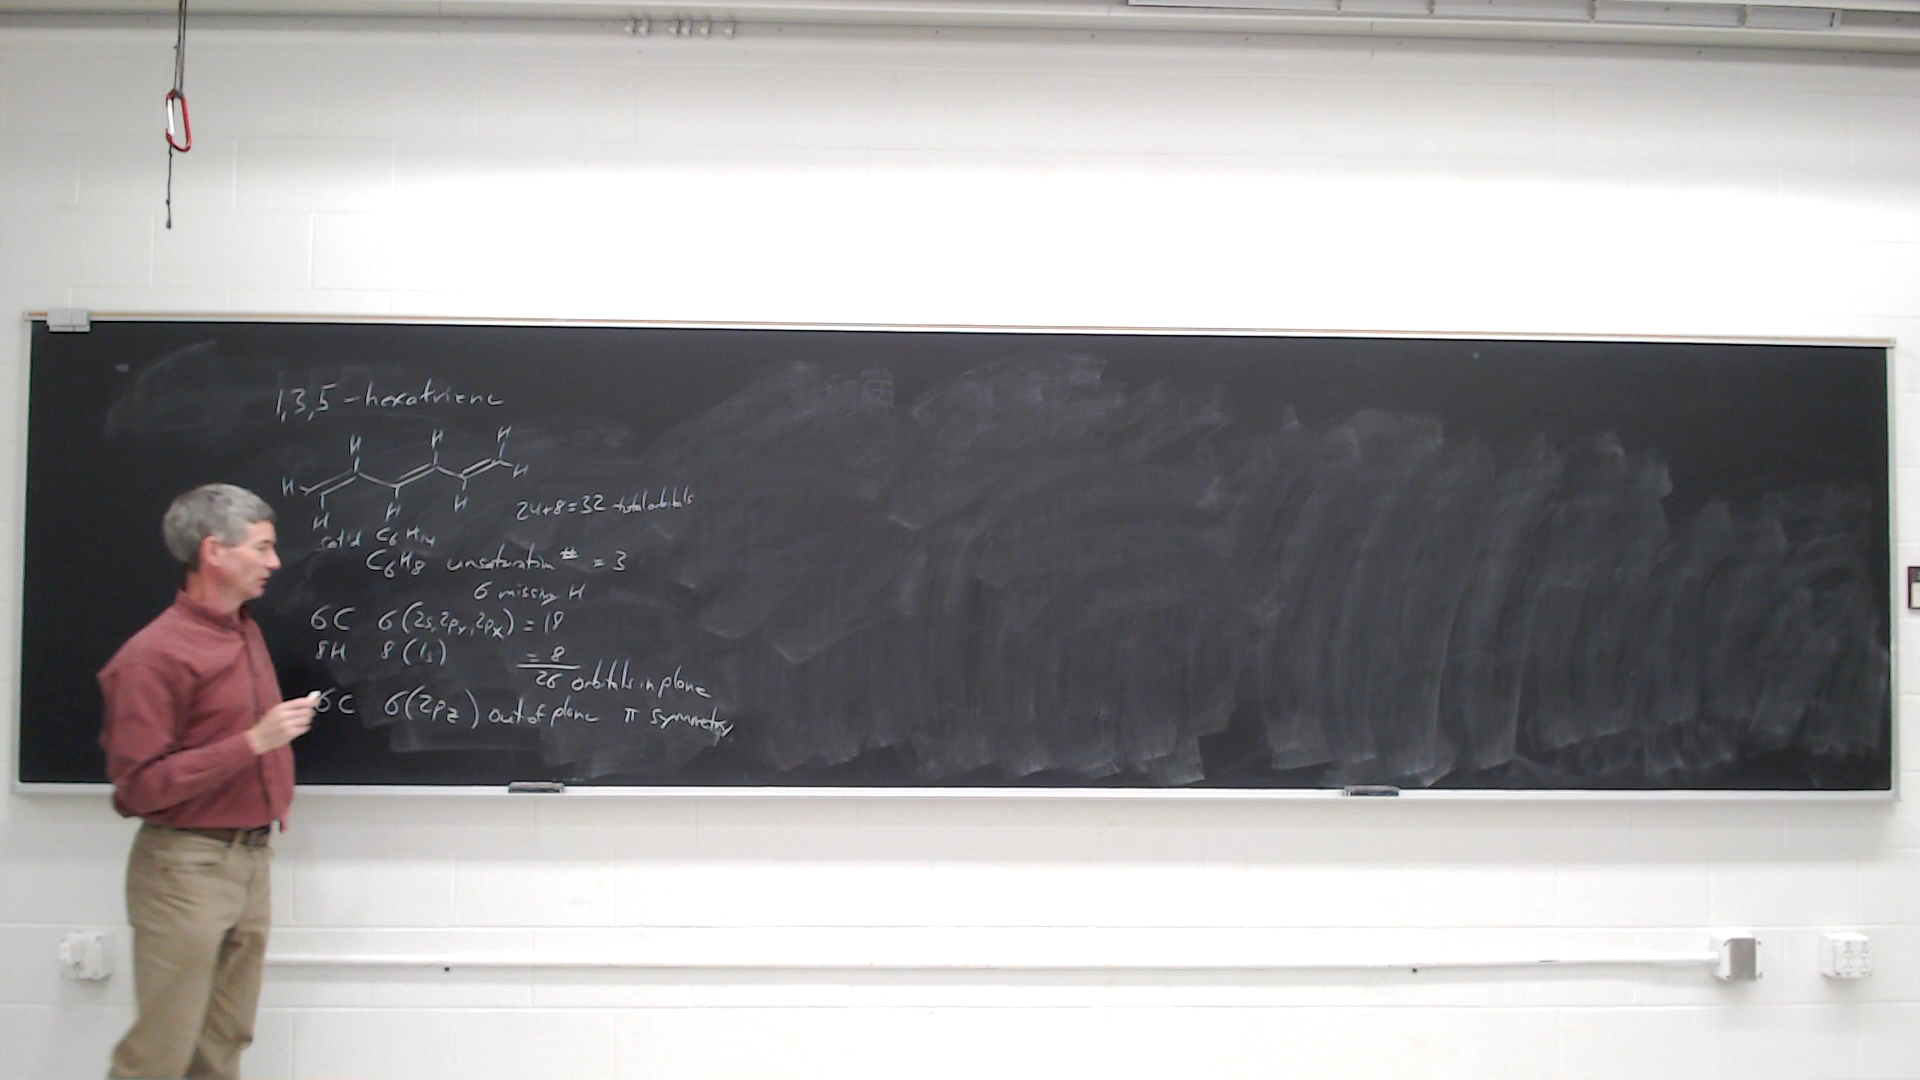 1,3,5-hexatriene
H H H
H H
H H H
24+8=32 total orbitals
satd C6H14
C6H8 unsaturation # = 3
6 missing H
6C 6(2s,2py,2px) = 18
8H 8(1s) = 8
26 orbitals in plane
6C 6(2pz) out of plane π symmetry